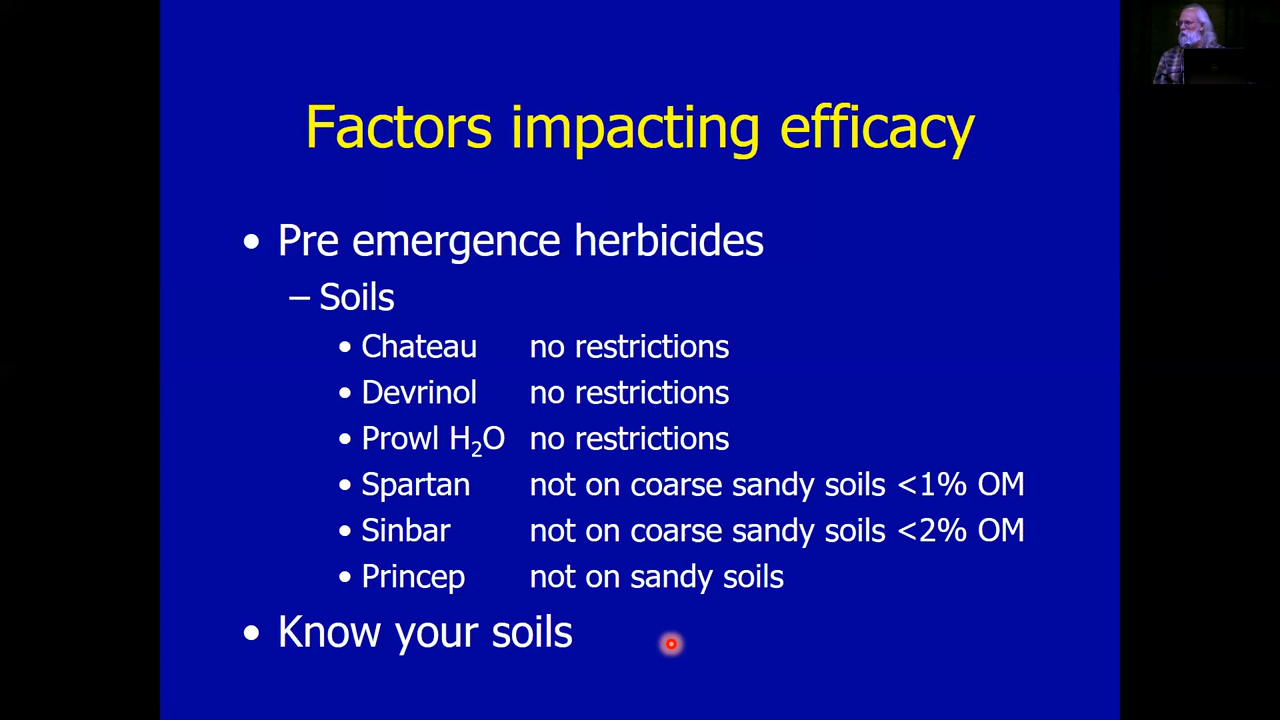 Factors impacting efficacy
• Pre emergence herbicides
– Soils
• Chateau no restrictions
• Devrinol no restrictions
• Prowl H₂O no restrictions
• Spartan not on coarse sandy soils <1% OM
• Sinbar not on coarse sandy soils <2% OM
• Princep not on sandy soils
• Know your soils